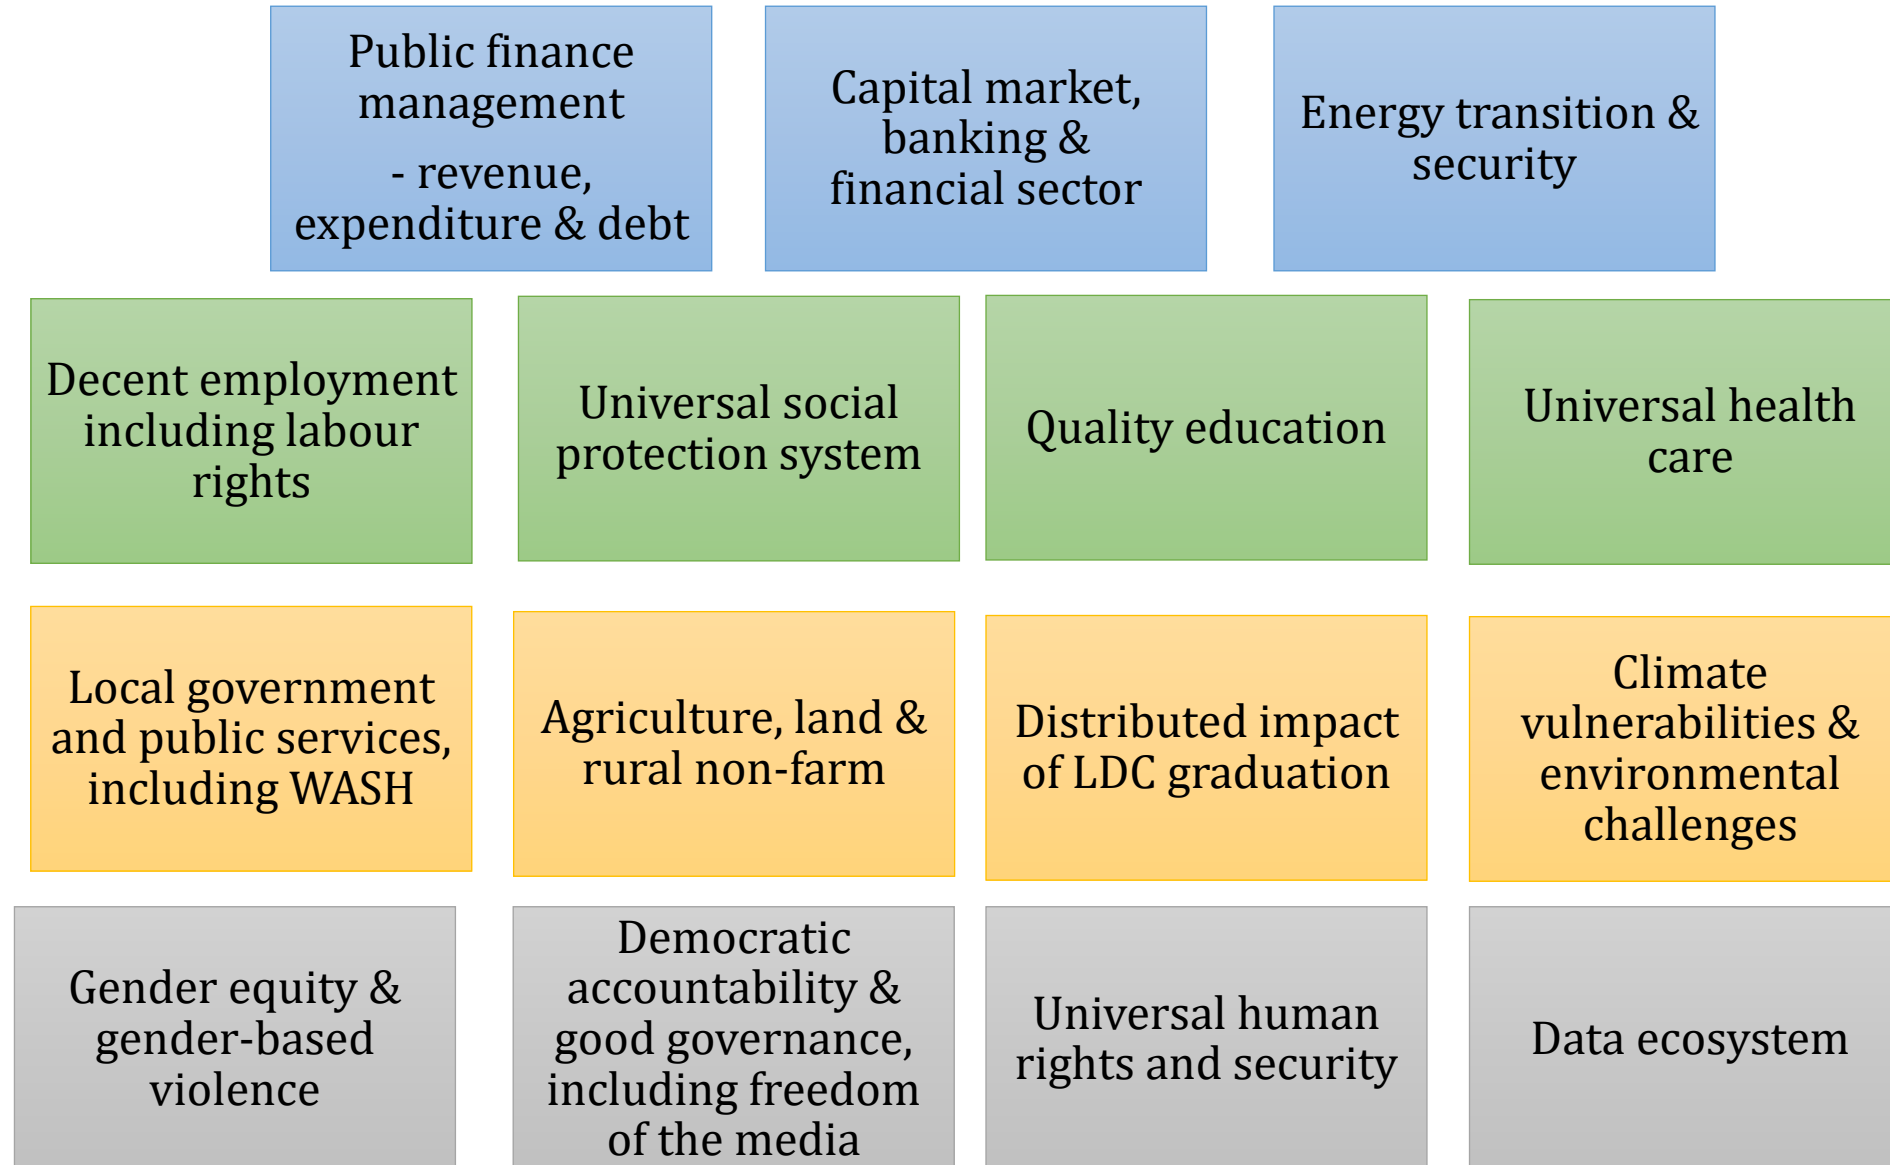 Public finance
management
- revenue,
expenditure & debt
Capital market,
banking &
financial sector
Energy transition &
security
Decent employment
including labour
rights
Universal social
protection system
Quality education
Universal health
care
Local government
and public services,
including WASH
Agriculture, land &
rural non-farm
Distributed impact
of LDC graduation
Climate
vulnerabilities &
environmental
challenges
Gender equity &
gender-based
violence
Democratic
accountability &
good governance,
including freedom
of the media
Universal human
rights and security
Data ecosystem